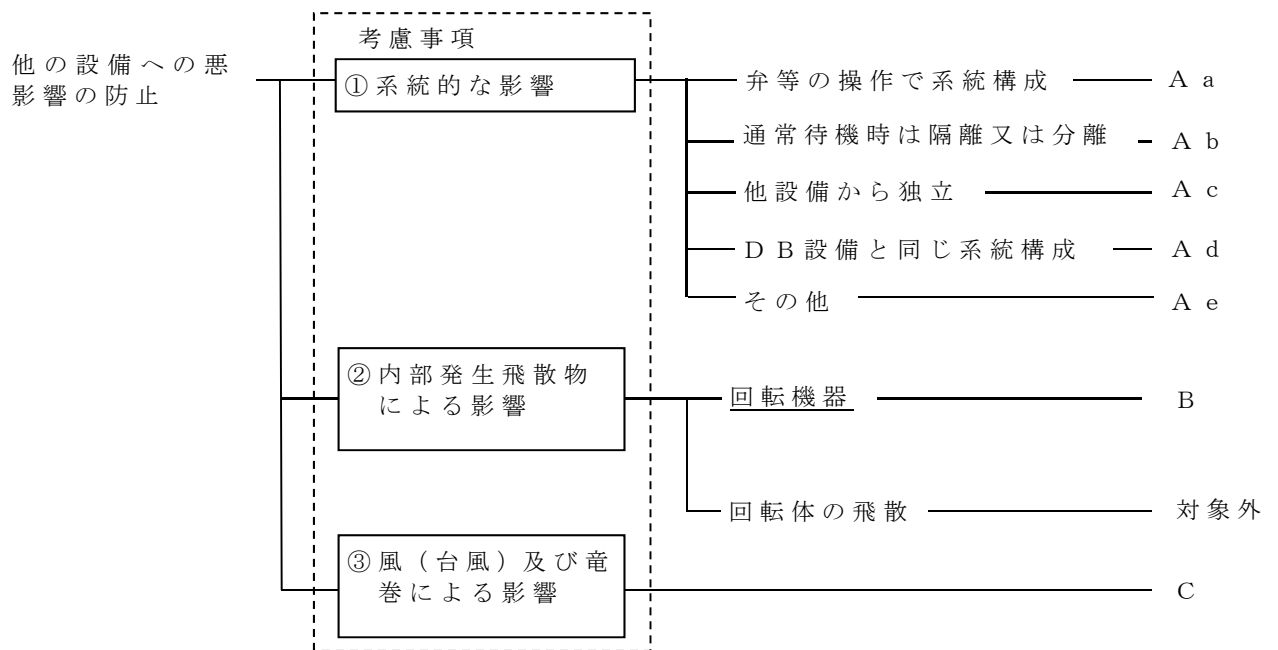 考慮事項
他の設備への悪
影響の防止
①系統的な影響
弁等の操作で系統構成 Ａａ
通常待機時は隔離又は分離 Ａｂ
他設備から独立 Ａｃ
ＤＢ設備と同じ系統構成 Ａｄ
その他 Ａｅ
②内部発生飛散物
による影響
回転機器 Ｂ
回転体の飛散 対象外
③風（台風）及び竜
巻による影響
Ｃ